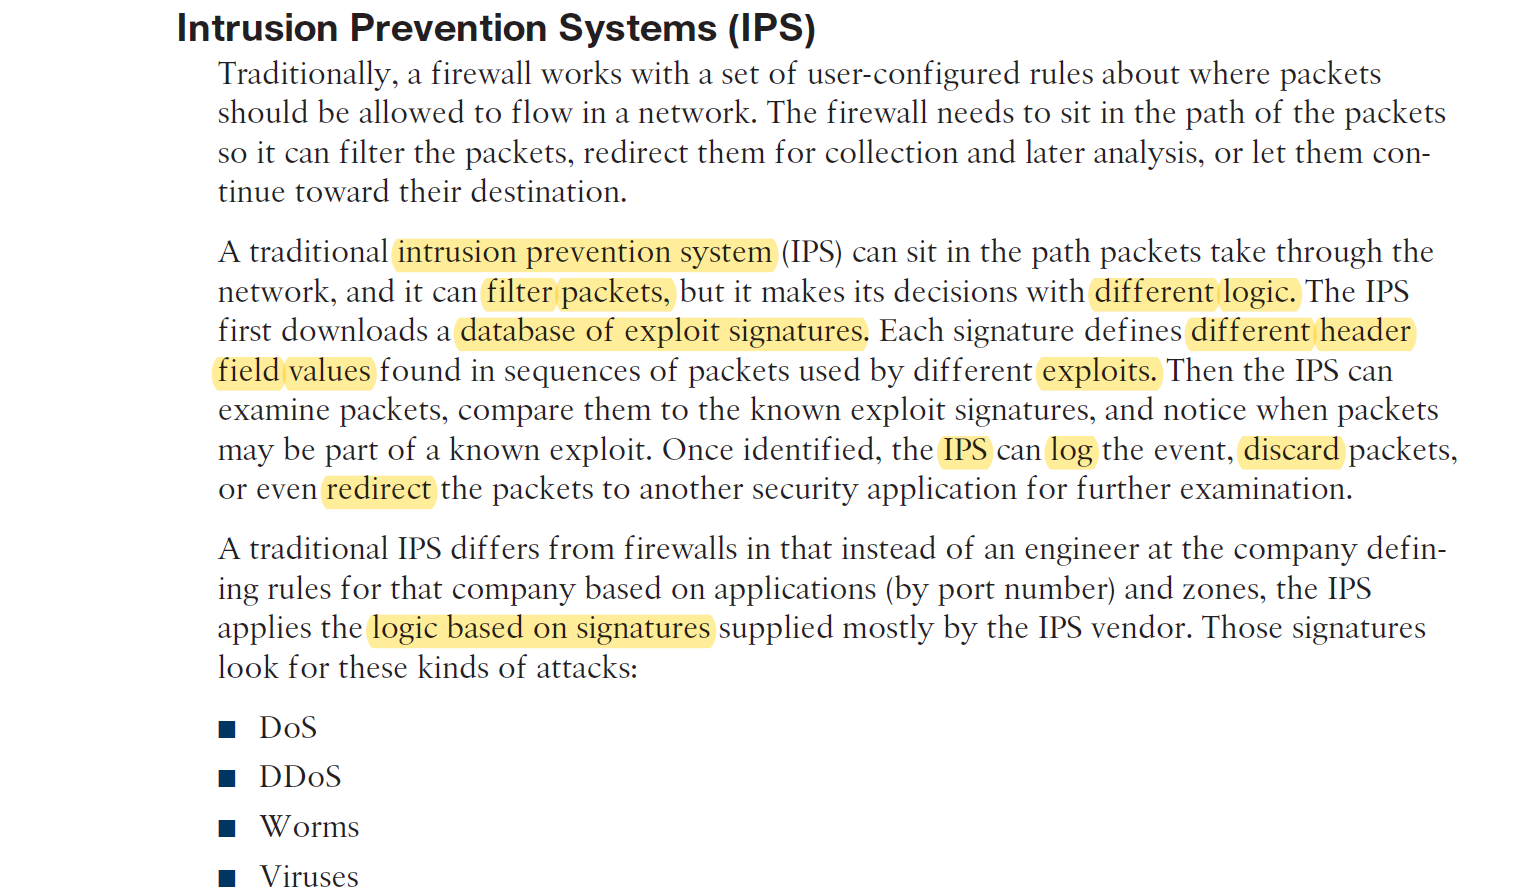 Intrusion Prevention Systems (IPS)
Traditionally, a firewall works with a set of user-configured rules about where packets
should be allowed to flow in a network. The firewall needs to sit in the path of the packets
so it can filter the packets, redirect them for collection and later analysis, or let them con-
tinue toward their destination.
A traditional intrusion prevention system (IPS) can sit in the path packets take through the
network, and it can filter packets, but it makes its decisions with different logic. The IPS
first downloads a database of exploit signatures. Each signature defines different header
field values found in sequences of packets used by different exploits. Then the IPS can
examine packets, compare them to the known exploit signatures, and notice when packets
may be part of a known exploit. Once identified, the IPS can log the event, discard packets,
or even redirect the packets to another security application for further examination.
A traditional IPS differs from firewalls in that instead of an engineer at the company defin-
ing rules for that company based on applications (by port number) and zones, the IPS
applies the logic based on signatures supplied mostly by the IPS vendor. Those signatures
look for these kinds of attacks:
■ DoS
■ DDoS
■ Worms
■ Viruses